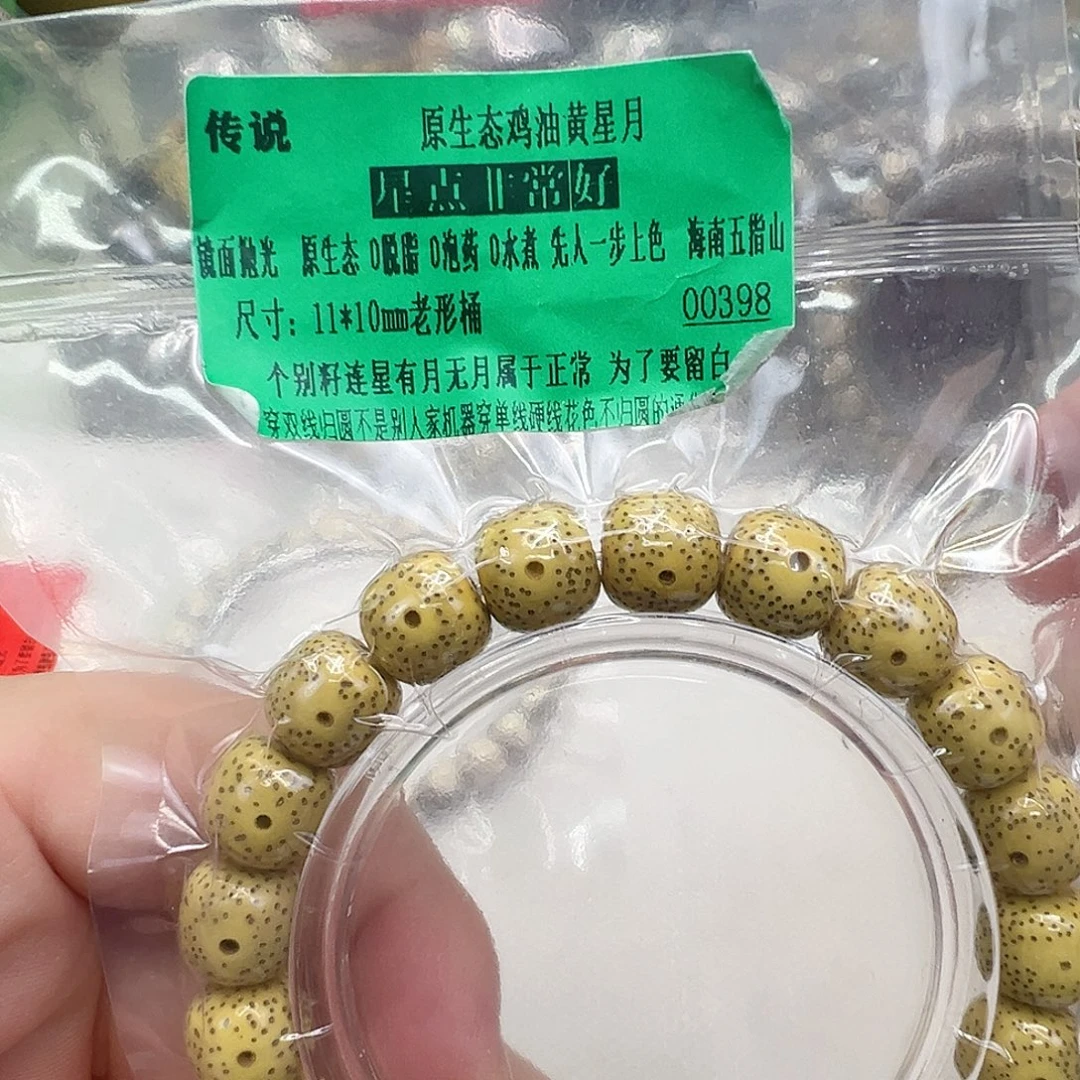 传说 原生态鸡油黄星月
星点非常好
镜面抛光 原生态 0脱脂 0泡药 0水煮 先人一步上色 海南五指山
尺寸：11*10mm老形桶 00398
个别籽连星有月无月属于正常 为了要留白
穿双线归圆不是别人家机器穿单线硬线花色不归圆的